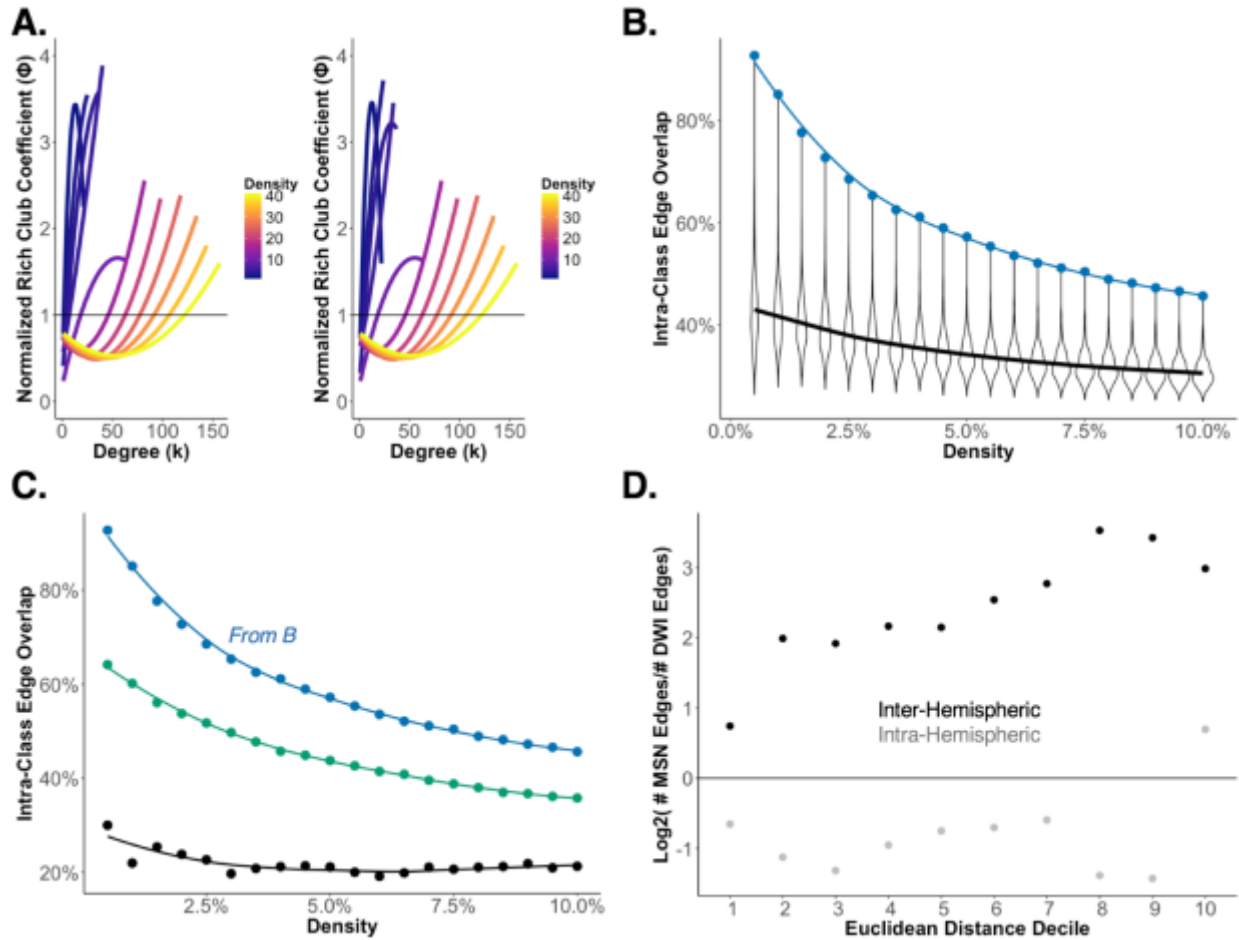 A.
Normalized Rich Club Coefficient (Φ)
4
3
2
1
0
0 50 100 150
Degree (k)
Density
40
30
20
10
Normalized Rich Club Coefficient (Φ)
4
3
2
1
0
0 50 100 150
Degree (k)
Density
40
30
20
10
B.
Intra-Class Edge Overlap
80%
60%
40%
0.0% 2.5% 5.0% 7.5% 10.0%
Density
C.
Intra-Class Edge Overlap
80%
60%
40%
20%
From B
2.5% 5.0% 7.5% 10.0%
Density
D.
Log2( # MSN Edges/# DWI Edges)
3
2
1
0
-1
Inter-Hemispheric
Intra-Hemispheric
1 2 3 4 5 6 7 8 9 10
Euclidean Distance Decile